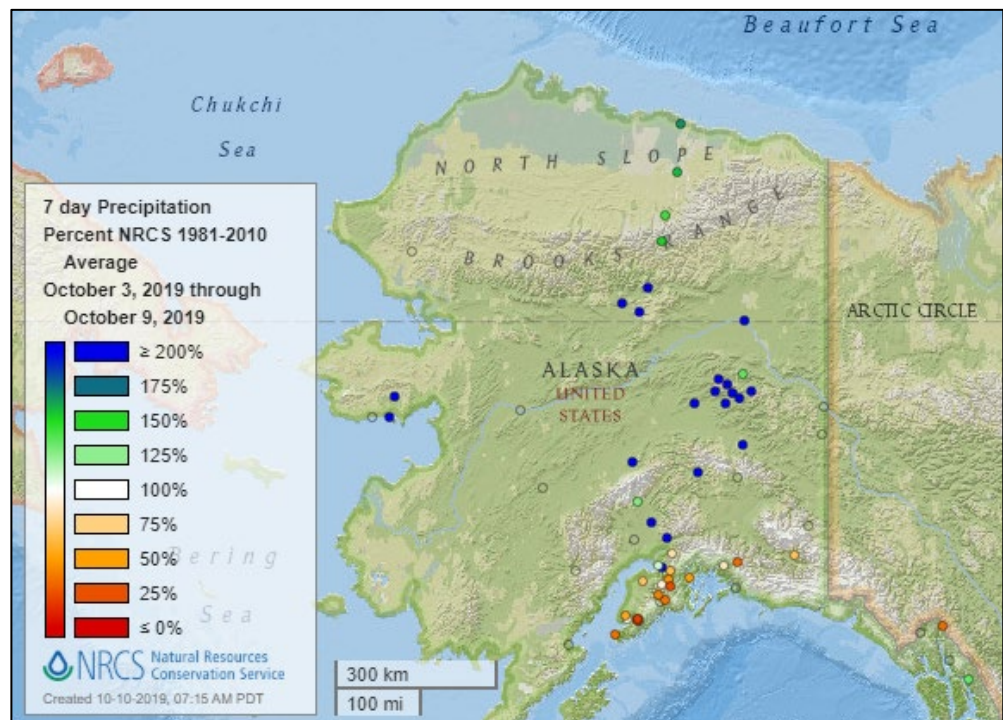 Beaufort Sea
Chukchi
Sea
NORTH SLOPE
BROOKS RANGE
ARCTIC CIRCLE
ALASKA
UNITED
STATES
Bering
Sea
7 day Precipitation
Percent NRCS 1981-2010
Average
October 3, 2019 through
October 9, 2019
≥ 200%
175%
150%
125%
100%
75%
50%
25%
≤ 0%
NRCS Natural Resources
Conservation Service
Created 10-10-2019, 07:15 AM PDT
300 km
100 mi